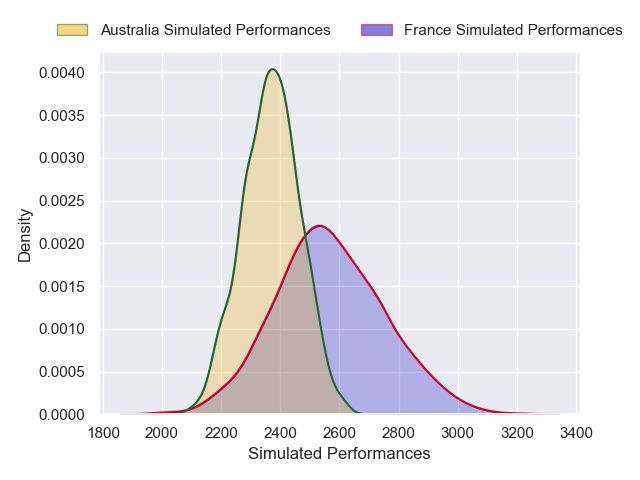 Australia Simulated Performances France Simulated Performances
0.0040
0.0035
0.0030
0.0025
0.0020
0.0015
0.0010
0.0005
0.0000
Density
1800 2000 2200 2400 2600 2800 3000 3200 3400
Simulated Performances